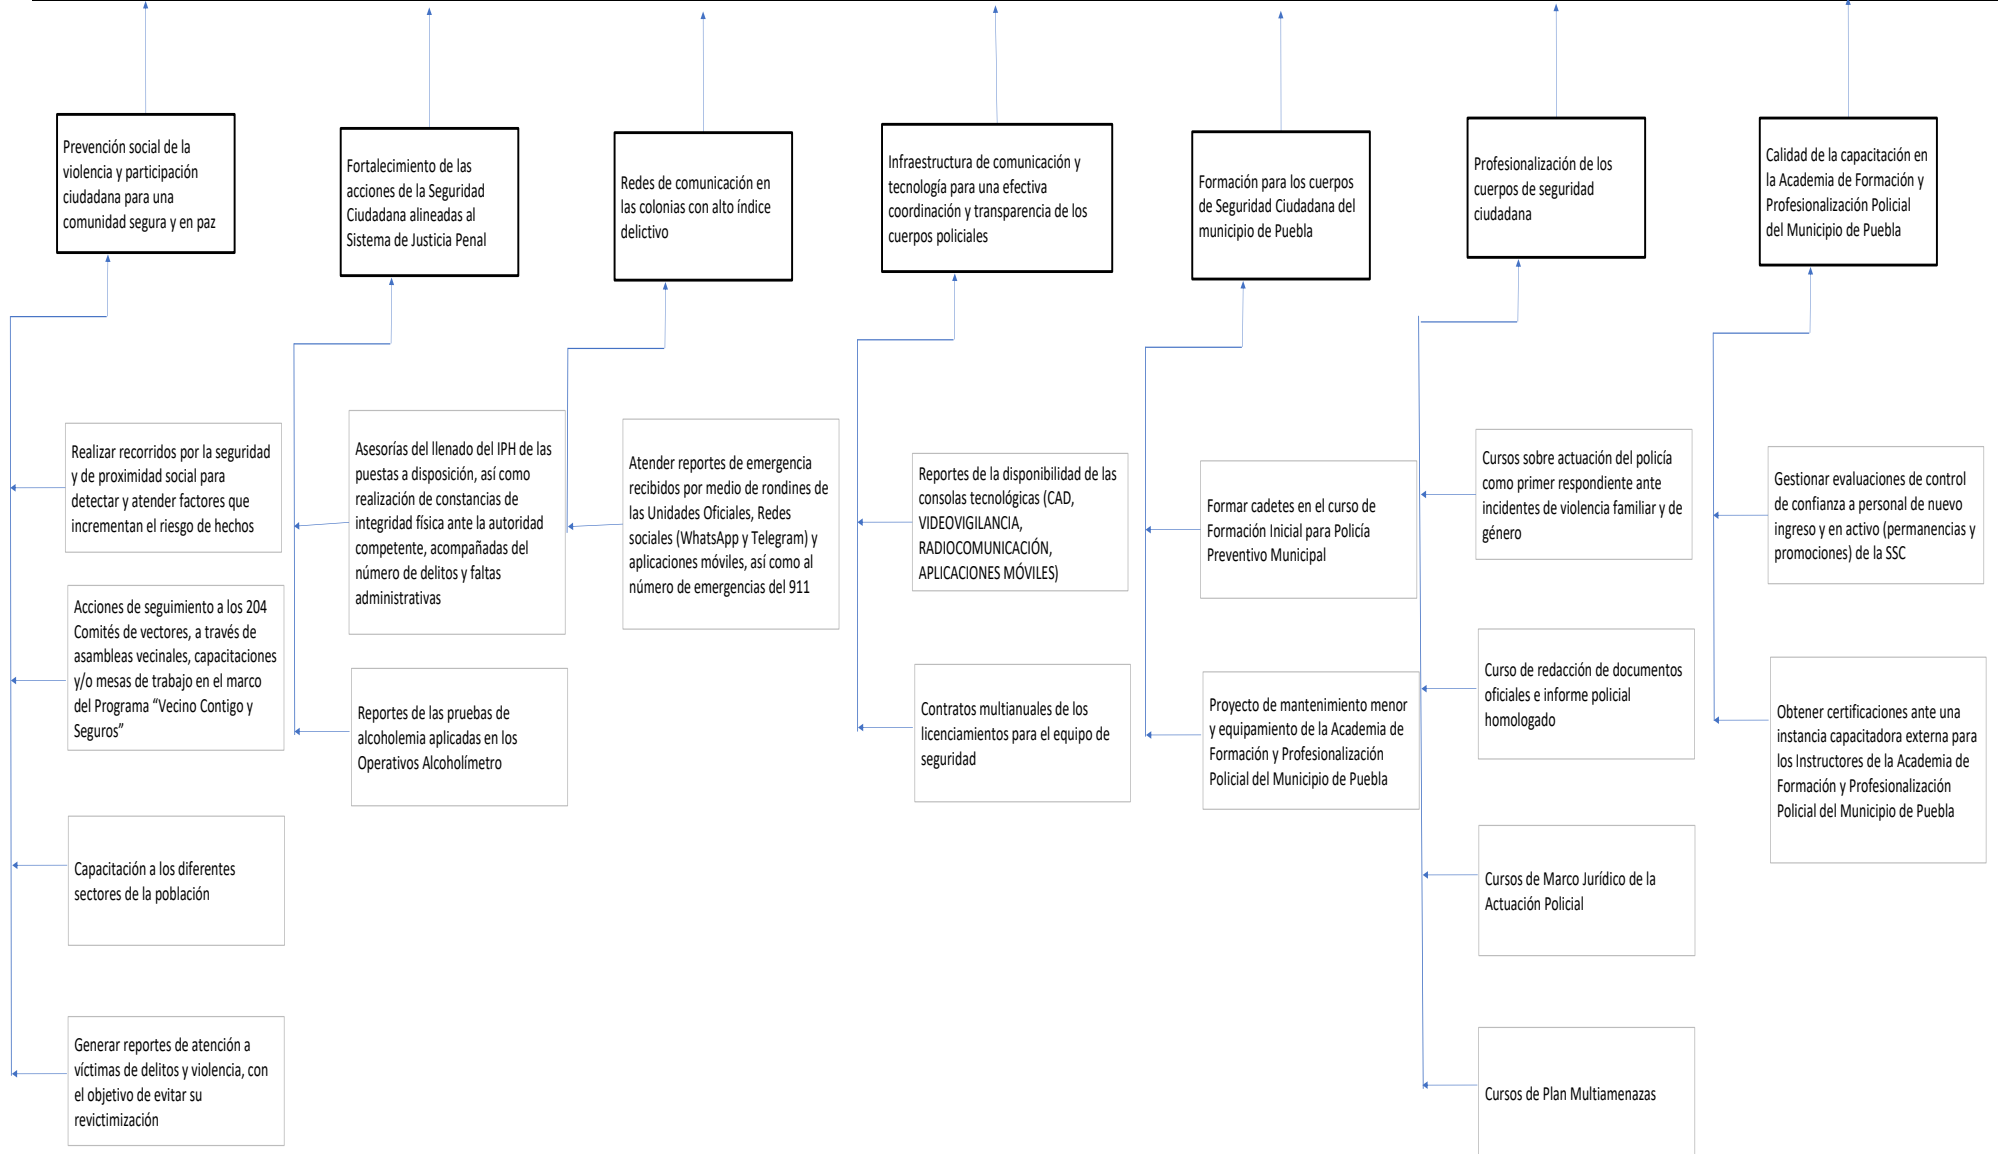 Prevención social de la
violencia y participación
ciudadana para una
comunidad segura y en paz
Fortalecimiento de las
acciones de la Seguridad
Ciudadana alineadas al
Sistema de Justicia Penal
Redes de comunicación en
las colonias con alto índice
delictivo
Infraestructura de comunicación y
tecnología para una efectiva
coordinación y transparencia de los
cuerpos policiales
Formación para los cuerpos
de Seguridad Ciudadana del
municipio de Puebla
Profesionalización de los
cuerpos de seguridad
ciudadana
Calidad de la capacitación en
la Academia de Formación y
Profesionalización Policial
del Municipio de Puebla
Realizar recorridos por la seguridad
y de proximidad social para
detectar y atender factores que
incrementan el riesgo de hechos
Acciones de seguimiento a los 204
Comités de vectores, a través de
asambleas vecinales, capacitaciones
y/o mesas de trabajo en el marco
del Programa “Vecino Contigo y
Seguros”
Capacitación a los diferentes
sectores de la población
Generar reportes de atención a
víctimas de delitos y violencia, con
el objetivo de evitar su
revictimización
Asesorías del llenado del IPH de las
puestas a disposición, así como
realización de constancias de
integridad física ante la autoridad
competente, acompañadas del
número de delitos y faltas
administrativas
Reportes de las pruebas de
alcoholemia aplicadas en los
Operativos Alcoholímetro
Atender reportes de emergencia
recibidos por medio de rondines de
las Unidades Oficiales, Redes
sociales (WhatsApp y Telegram) y
aplicaciones móviles, así como al
número de emergencias del 911
Reportes de la disponibilidad de las
consolas tecnológicas (CAD,
VIDEOVIGILANCIA,
RADIOCOMUNICACIÓN,
APLICACIONES MÓVILES)
Contratos multianuales de los
licenciamientos para el equipo de
seguridad
Formar cadetes en el curso de
Formación Inicial para Policía
Preventivo Municipal
Proyecto de mantenimiento menor
y equipamiento de la Academia de
Formación y Profesionalización
Policial del Municipio de Puebla
Cursos sobre actuación del policía
como primer respondiente ante
incidentes de violencia familiar y de
género
Curso de redacción de documentos
oficiales e informe policial
homologado
Cursos de Marco Jurídico de la
Actuación Policial
Cursos de Plan Multiamenazas
Gestionar evaluaciones de control
de confianza a personal de nuevo
ingreso y en activo (permanencias y
promociones) de la SSC
Obtener certificaciones ante una
instancia capacitadora externa para
los Instructores de la Academia de
Formación y Profesionalización
Policial del Municipio de Puebla